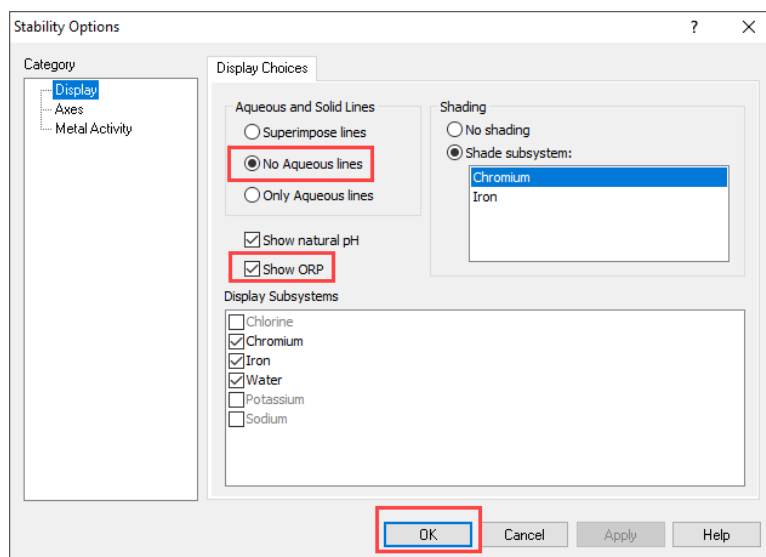 Stability Options
?
Category
Display
Axes
Metal Activity
Display Choices
Aqueous and Solid Lines
Superimpose lines
No Aqueous lines
Only Aqueous lines
Show natural pH
Show ORP
Shading
No shading
Shade subsystem:
Chromium
Iron
Display Subsystems
Chlorine
Chromium
Iron
Water
Potassium
Sodium
OK
Cancel
Apply
Help